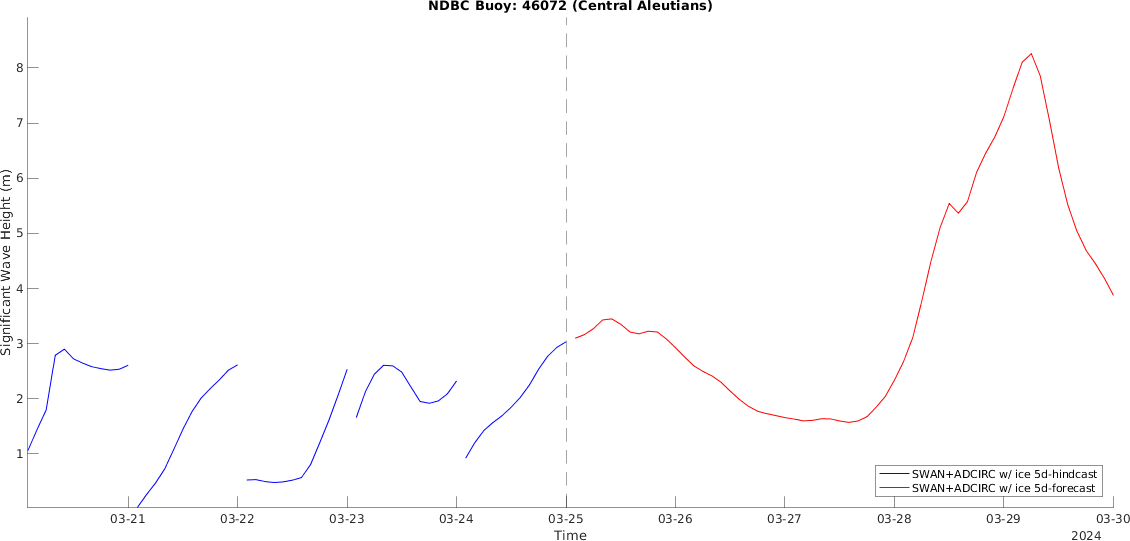 NDBC Buoy: 46072 (Central Aleutians)
8
7
6
5
4
3
2
1
Significant Wave Height (m)
SWAN+ADCIRC w/ ice 5d-hindcast
SWAN+ADCIRC w/ ice 5d-forecast
03-21 03-22 03-23 03-24 03-25 03-26 03-27 03-28 03-29 03-30
Time
2024